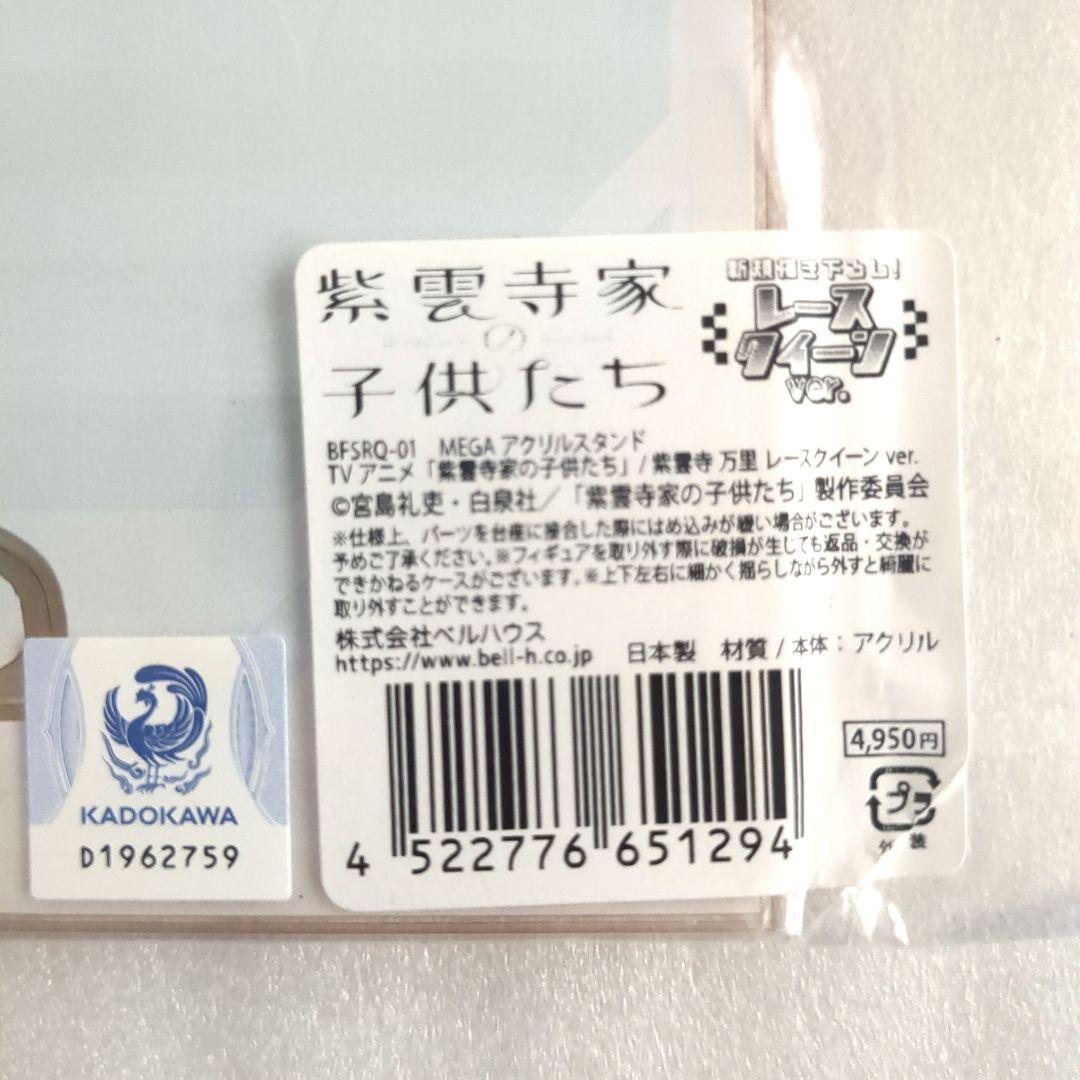 紫雲寺家
の
子供たち
新規描き下ろし!
レース
クイーン
ver.
BFSRQ-01 MEGA アクリルスタンド
TV アニメ「紫雲寺家の子供たち」/ 紫雲寺 万里 レースクイーン ver.
©宮島礼吏・白泉社/「紫雲寺家の子供たち」製作委員会
※仕様上、パーツを台座に接合した際にはめ込みが緩い場合がございます。
予めご了承ください。※フィギュアを取り外す際に破損が生じても返品・交換が
できかねるケースがございます。※上下左右に細かく揺らしながら外すと綺麗に
取り外すことができます。
株式会社ベルハウス
https://www.bell-h.co.jp 日本製 材質 / 本体:アクリル
4,950円
プラ
外装
4 522776 651294
KADOKAWA
D1962759